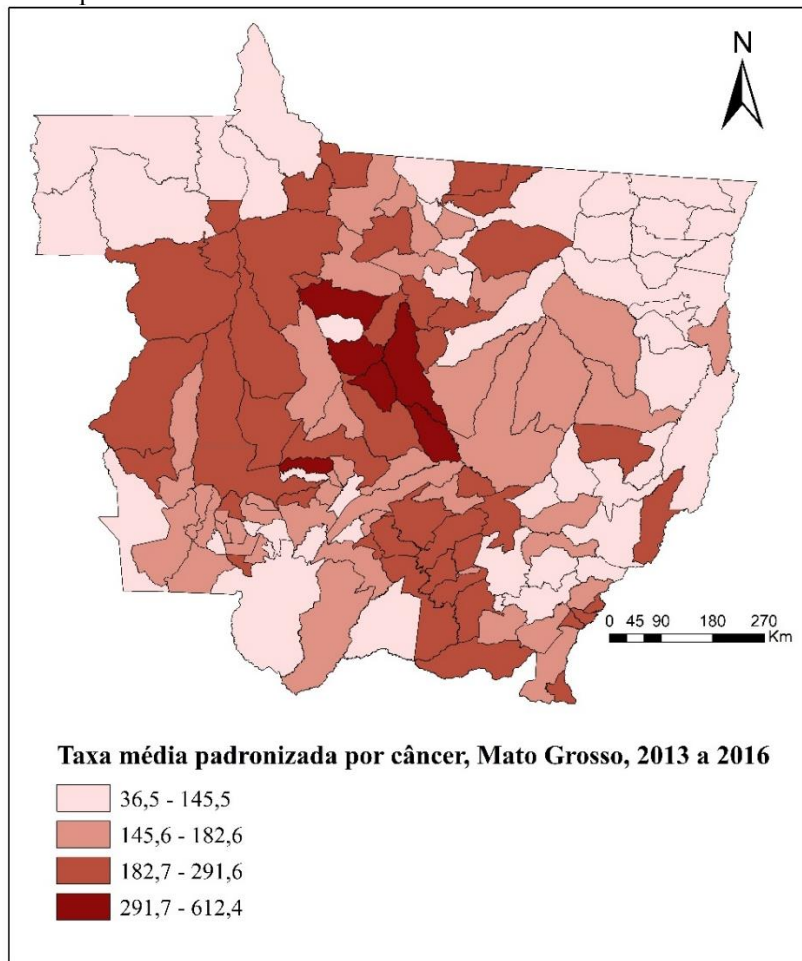 N
0 45 90 180 270
Km
Taxa média padronizada por câncer, Mato Grosso, 2013 a 2016
36,5 - 145,5
145,6 - 182,6
182,7 - 291,6
291,7 - 612,4